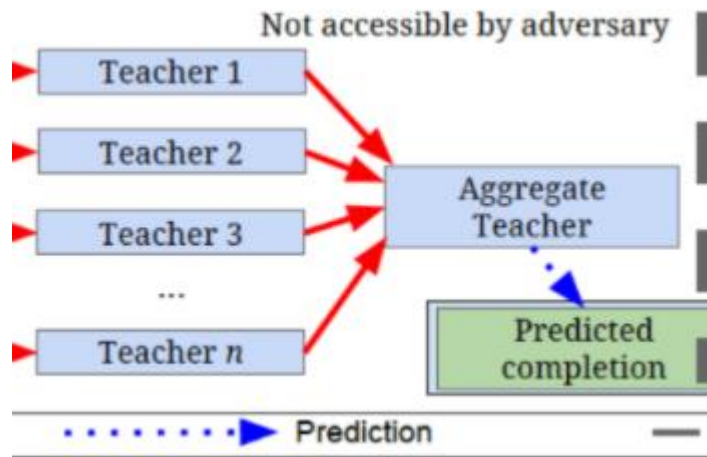 Not accessible by adversary
Teacher 1
Teacher 2
Teacher 3
...
Teacher n
Aggregate
Teacher
Predicted
completion
Prediction